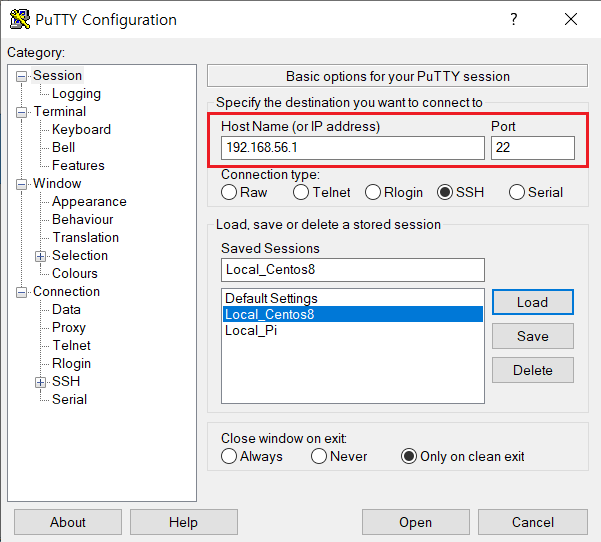 PuTTY Configuration
?
Category:
Session
Logging
Terminal
Keyboard
Bell
Features
Window
Appearance
Behaviour
Translation
Selection
Colours
Connection
Data
Proxy
Telnet
Rlogin
SSH
Serial
Basic options for your PuTTY session
Specify the destination you want to connect to
Host Name (or IP address) Port
192.168.56.1 22
Connection type:
Raw Telnet Rlogin SSH Serial
Load, save or delete a stored session
Saved Sessions
Local_Centos8
Default Settings
Local_Centos8
Local_Pi
Load
Save
Delete
Close window on exit:
Always Never Only on clean exit
About Help Open Cancel